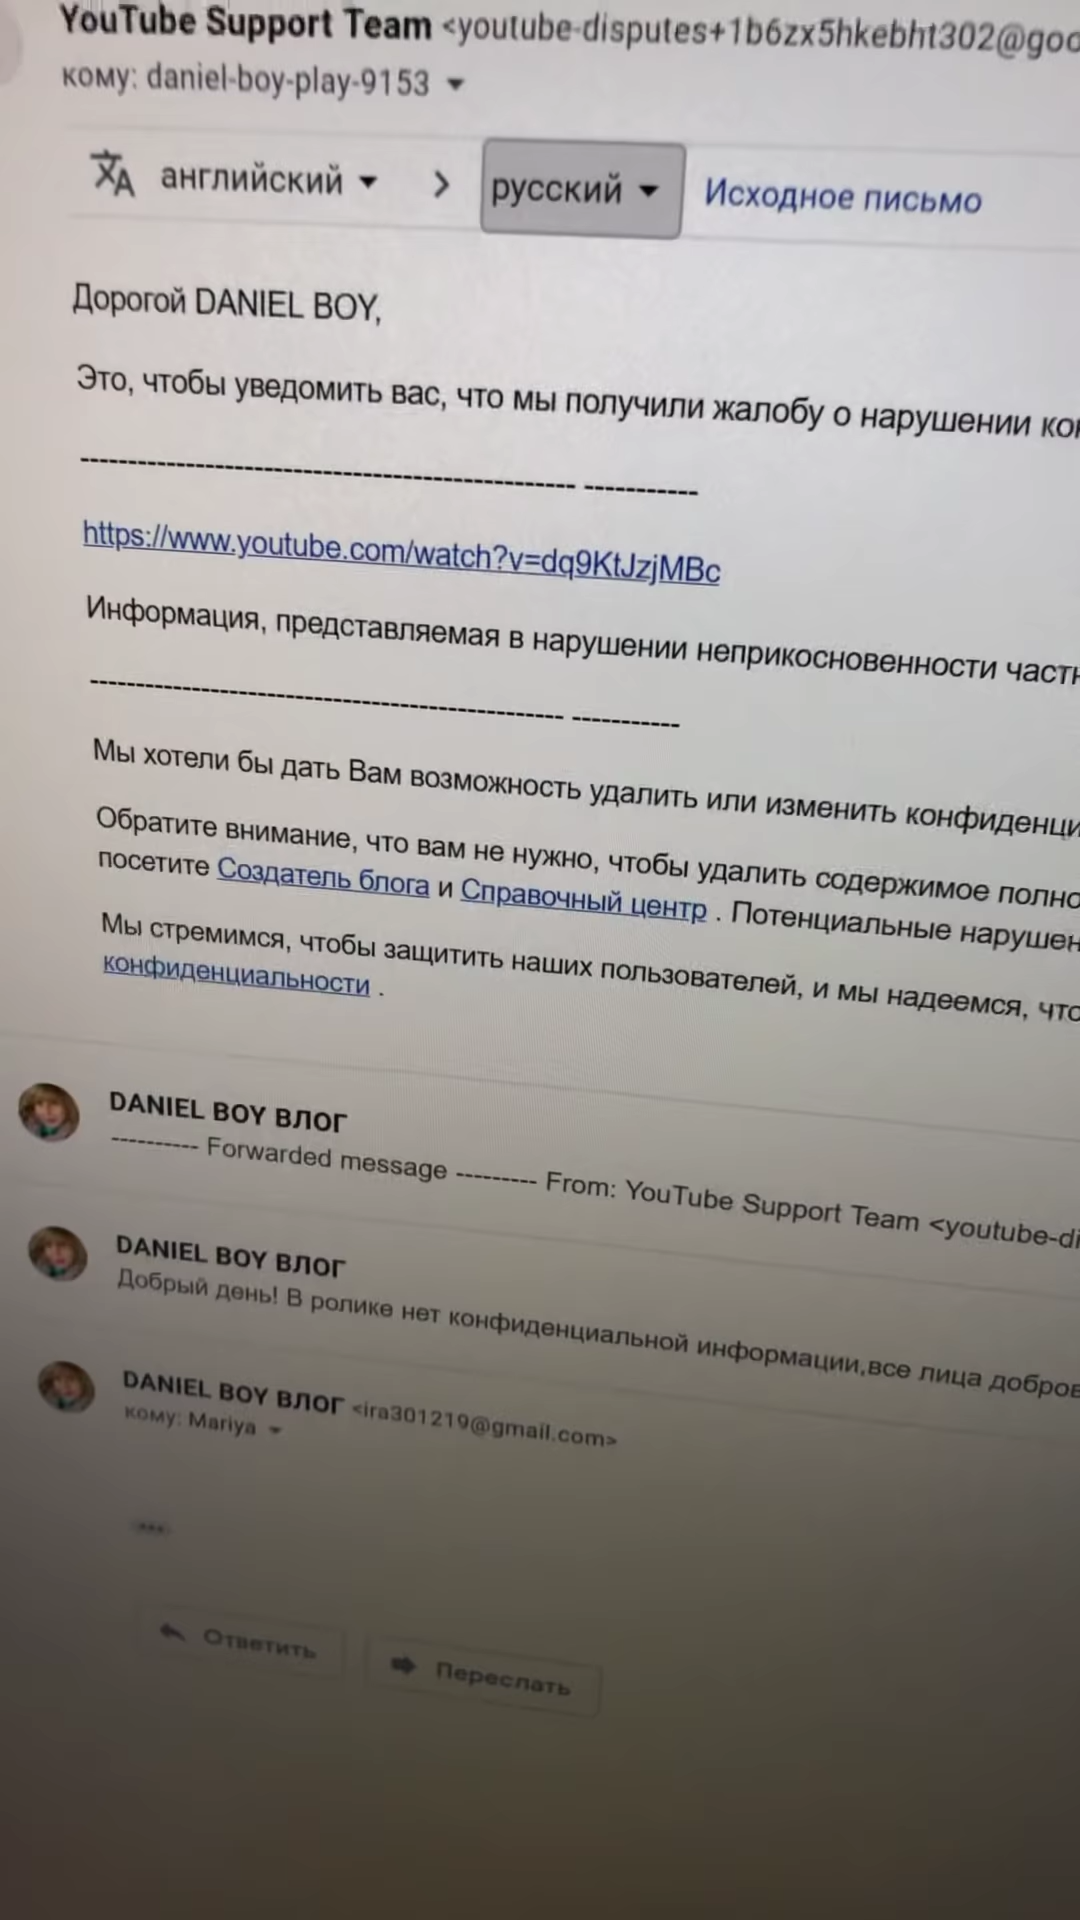 YouTube Support Team <youtube-disputes+1b6zx5hkebht302@goo
кому: daniel-boy-play-9153
английский > русский Исходное письмо
Дорогой DANIEL BOY,
Это, чтобы уведомить вас, что мы получили жалобу о нарушении
--------------------------------------------------- ------------
https://www.youtube.com/watch?v=dq9KtJzjMBc
Информация, представляемая в нарушении неприкосновенности
--------------------------------------------------- ------------
Мы хотели бы дать Вам возможность удалить или изменить конфиденци
Обратите внимание, что вам не нужно, чтобы удалить содержимое полно
посетите Создатель блога и Справочный центр . Потенциальные нарушен
Мы стремимся, чтобы защитить наших пользователей, и мы надеемся, что
конфиденциальности .
DANIEL BOY ВЛОГ
---------- Forwarded message --------- From: YouTube Support Team <youtube-di
DANIEL BOY ВЛОГ
Добрый день! В ролике нет конфиденциальной информации,все лица добров
DANIEL BOY ВЛОГ <ira301219@gmail.com>
кому: Mariya
Ответить Переслать